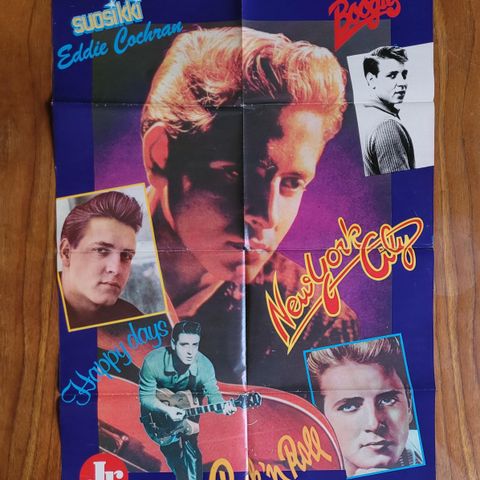 suosikki
Eddie Cochran
Boogie
New York
City
Happy days
Rock'n Roll
Jr